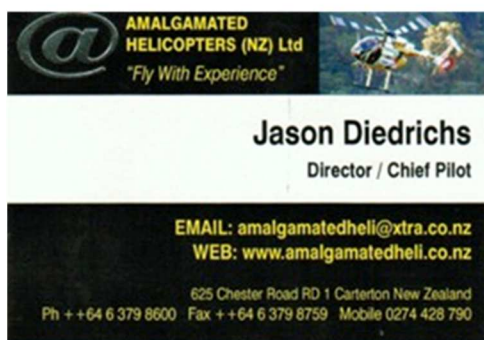 @
AMALGAMATED
HELICOPTERS (NZ) Ltd
"Fly With Experience"
Jason Diedrichs
Director / Chief Pilot
EMAIL: amalgamatedheli@xtra.co.nz
WEB: www.amalgamatedheli.co.nz
625 Chester Road RD 1 Carterton New Zealand
Ph ++64 6 379 8600 Fax ++64 6 379 8759 Mobile 0274 428 790